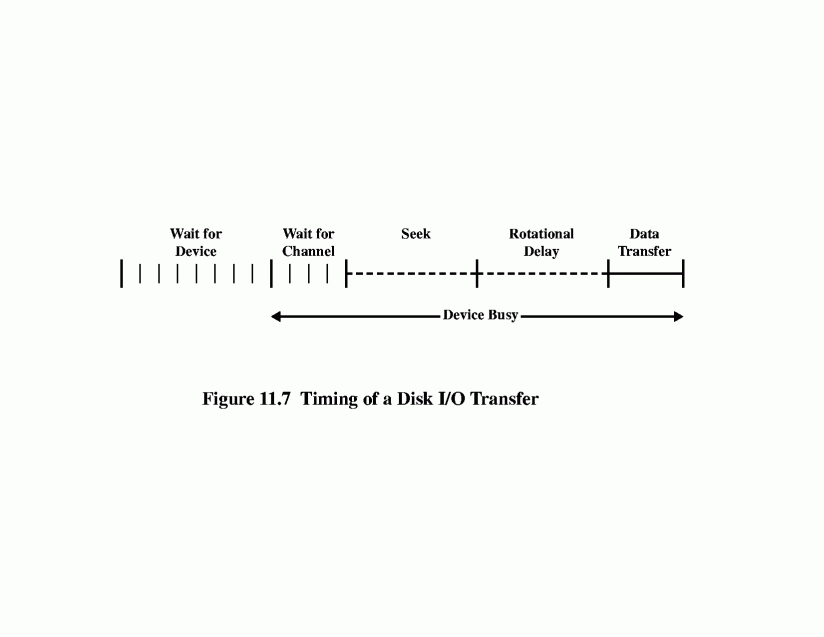 Wait for
Device
Wait for
Channel
Seek
Rotational
Delay
Data
Transfer
Device Busy
Figure 11.7 Timing of a Disk I/O Transfer